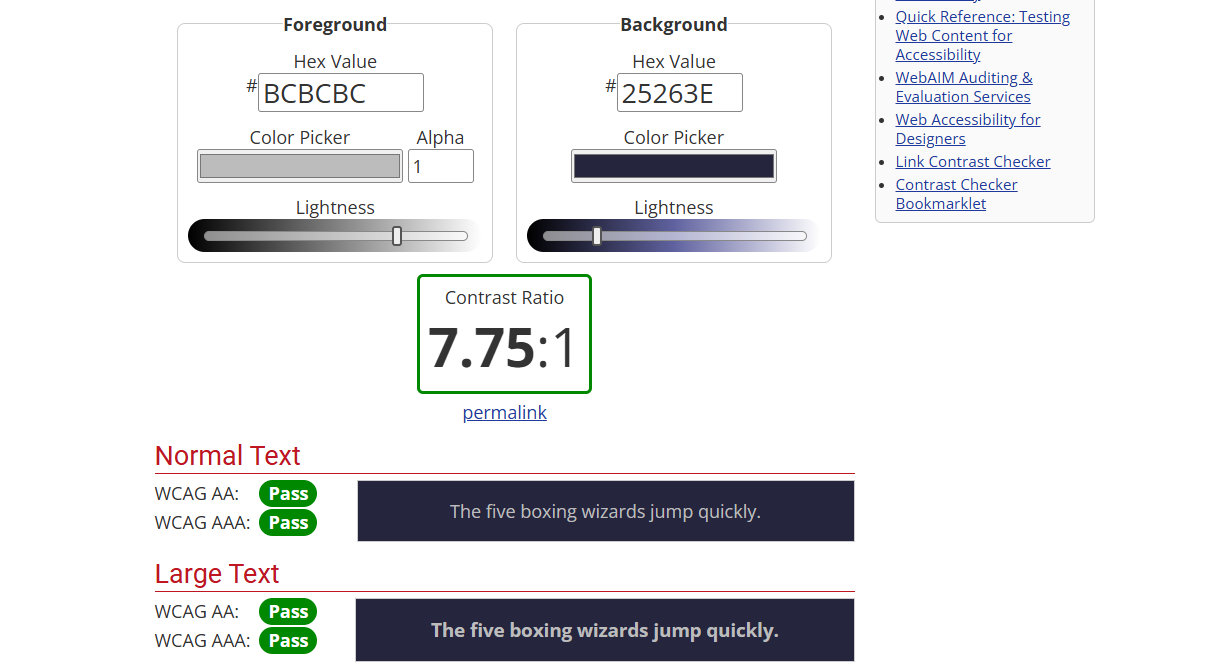 Foreground
Hex Value
# BCBCBC
Color Picker Alpha
1
Lightness
Background
Hex Value
# 25263E
Color Picker
Lightness
Contrast Ratio
7.75:1
permalink
Normal Text
WCAG AA: Pass
WCAG AAA: Pass
The five boxing wizards jump quickly.
Large Text
WCAG AA: Pass
WCAG AAA: Pass
The five boxing wizards jump quickly.
Quick Reference: Testing
Web Content for
Accessibility
WebAIM Auditing &
Evaluation Services
Web Accessibility for
Designers
Link Contrast Checker
Contrast Checker
Bookmarklet